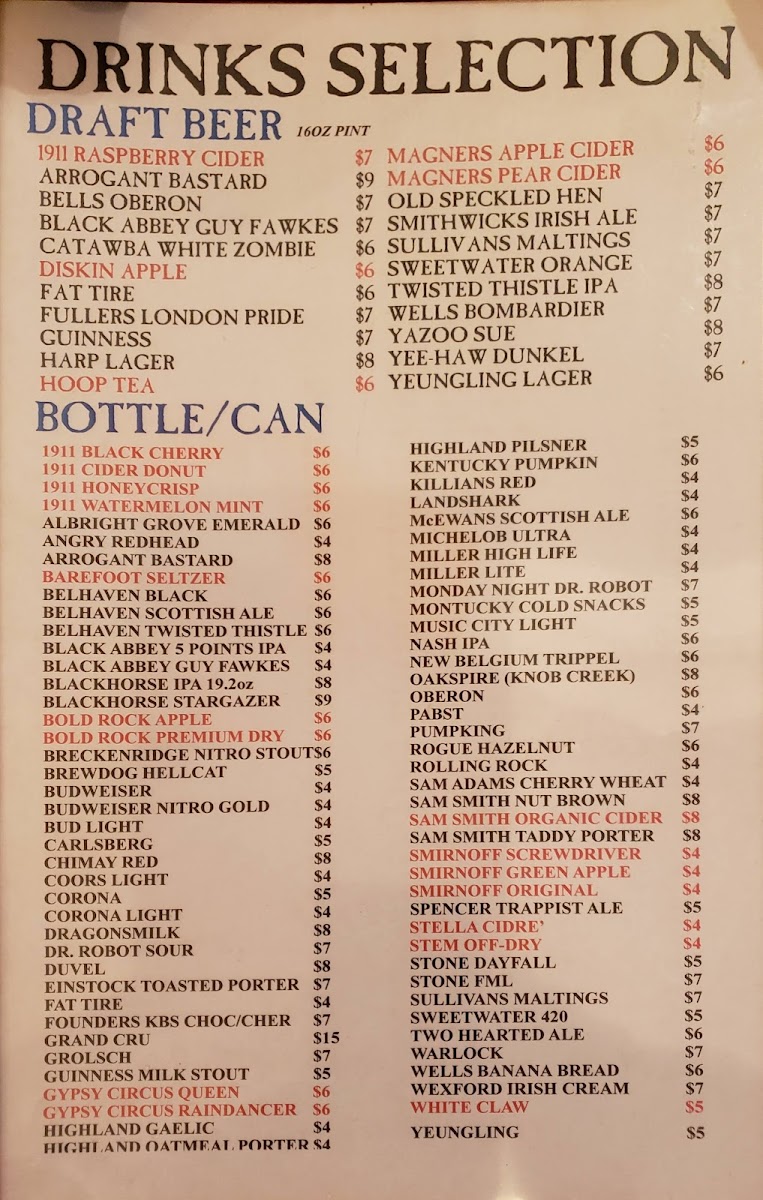 DRINKS SELECTION
DRAFT BEER 16OZ PINT
1911 RASPBERRY CIDER $7
ARROGANT BASTARD $9
BELLS OBERON $7
BLACK ABBEY GUY FAWKES $7
CATAWBA WHITE ZOMBIE $6
DISKIN APPLE $6
FAT TIRE $6
FULLERS LONDON PRIDE $7
GUINNESS $7
HARP LAGER $8
HOOP TEA $6
MAGNERS APPLE CIDER $6
MAGNERS PEAR CIDER $6
OLD SPECKLED HEN $7
SMITHWICKS IRISH ALE $7
SULLIVANS MALTINGS $7
SWEETWATER ORANGE $7
TWISTED THISTLE IPA $8
WELLS BOMBARDIER $7
YAZOO SUE $8
YEE-HAW DUNKEL $7
YEUNGLING LAGER $6
BOTTLE/CAN
1911 BLACK CHERRY $6
1911 CIDER DONUT $6
1911 HONEYCRISP $6
1911 WATERMELON MINT $6
ALBRIGHT GROVE EMERALD $6
ANGRY REDHEAD $4
ARROGANT BASTARD $8
BAREFOOT SELTZER $6
BELHAVEN BLACK $6
BELHAVEN SCOTTISH ALE $6
BELHAVEN TWISTED THISTLE $6
BLACK ABBEY 5 POINTS IPA $4
BLACK ABBEY GUY FAWKES $4
BLACKHORSE IPA 19.2oz $8
BLACKHORSE STARGAZER $9
BOLD ROCK APPLE $6
BOLD ROCK PREMIUM DRY $6
BRECKENRIDGE NITRO STOUT$6
BREWDOG HELLCAT $5
BUDWEISER $4
BUDWEISER NITRO GOLD $4
BUD LIGHT $4
CARLSBERG $5
CHIMAY RED $8
COORS LIGHT $4
CORONA $5
CORONA LIGHT $4
DRAGONSMILK $8
DR. ROBOT SOUR $7
DUVEL $8
EINSTOCK TOASTED PORTER $7
FAT TIRE $4
FOUNDERS KBS CHOC/CHER $7
GRAND CRU $15
GROLSCH $7
GUINNESS MILK STOUT $5
GYPSY CIRCUS QUEEN $6
GYPSY CIRCUS RAINDANCER $6
HIGHLAND GAELIC $4
HIGHLAND OATMEAL PORTER $4
HIGHLAND PILSNER $5
KENTUCKY PUMPKIN $6
KILLIANS RED $4
LANDSHARK $4
McEWANS SCOTTISH ALE $6
MICHELOB ULTRA $4
MILLER HIGH LIFE $4
MILLER LITE $4
MONDAY NIGHT DR. ROBOT $7
MONTUCKY COLD SNACKS $5
MUSIC CITY LIGHT $5
NASH IPA $6
NEW BELGIUM TRIPPEL $6
OAKSPIRE (KNOB CREEK) $8
OBERON $6
PABST $4
PUMPKING $7
ROGUE HAZELNUT $6
ROLLING ROCK $4
SAM ADAMS CHERRY WHEAT $4
SAM SMITH NUT BROWN $8
SAM SMITH ORGANIC CIDER $8
SAM SMITH TADDY PORTER $8
SMIRNOFF SCREWDRIVER $4
SMIRNOFF GREEN APPLE $4
SMIRNOFF ORIGINAL $4
SPENCER TRAPPIST ALE $5
STELLA CIDRE' $4
STEM OFF-DRY $4
STONE DAYFALL $5
STONE FML $7
SULLIVANS MALTINGS $7
SWEETWATER 420 $5
TWO HEARTED ALE $6
WARLOCK $7
WELLS BANANA BREAD $6
WEXFORD IRISH CREAM $7
WHITE CLAW $5
YEUNGLING $5